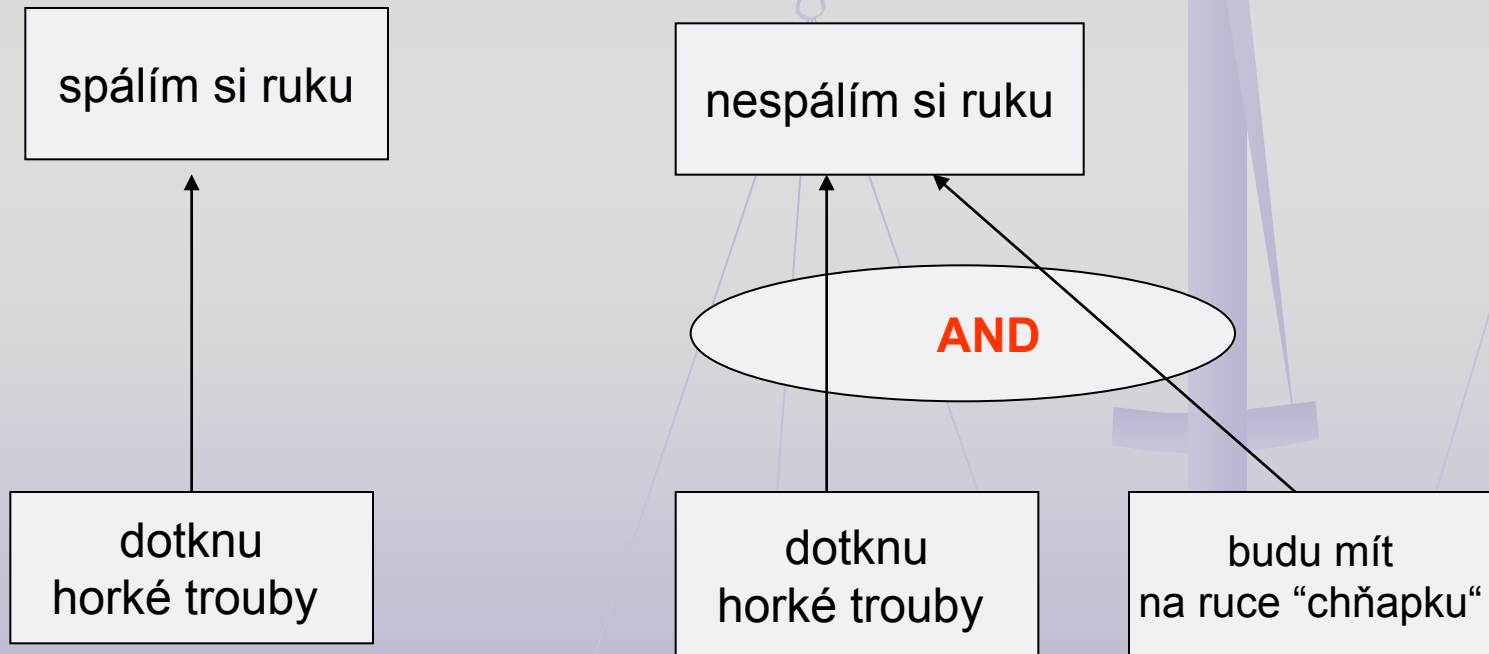 spálím si ruku
nespálím si ruku
AND
dotknu
horké trouby
dotknu
horké trouby
budu mít
na ruce “chňapku“